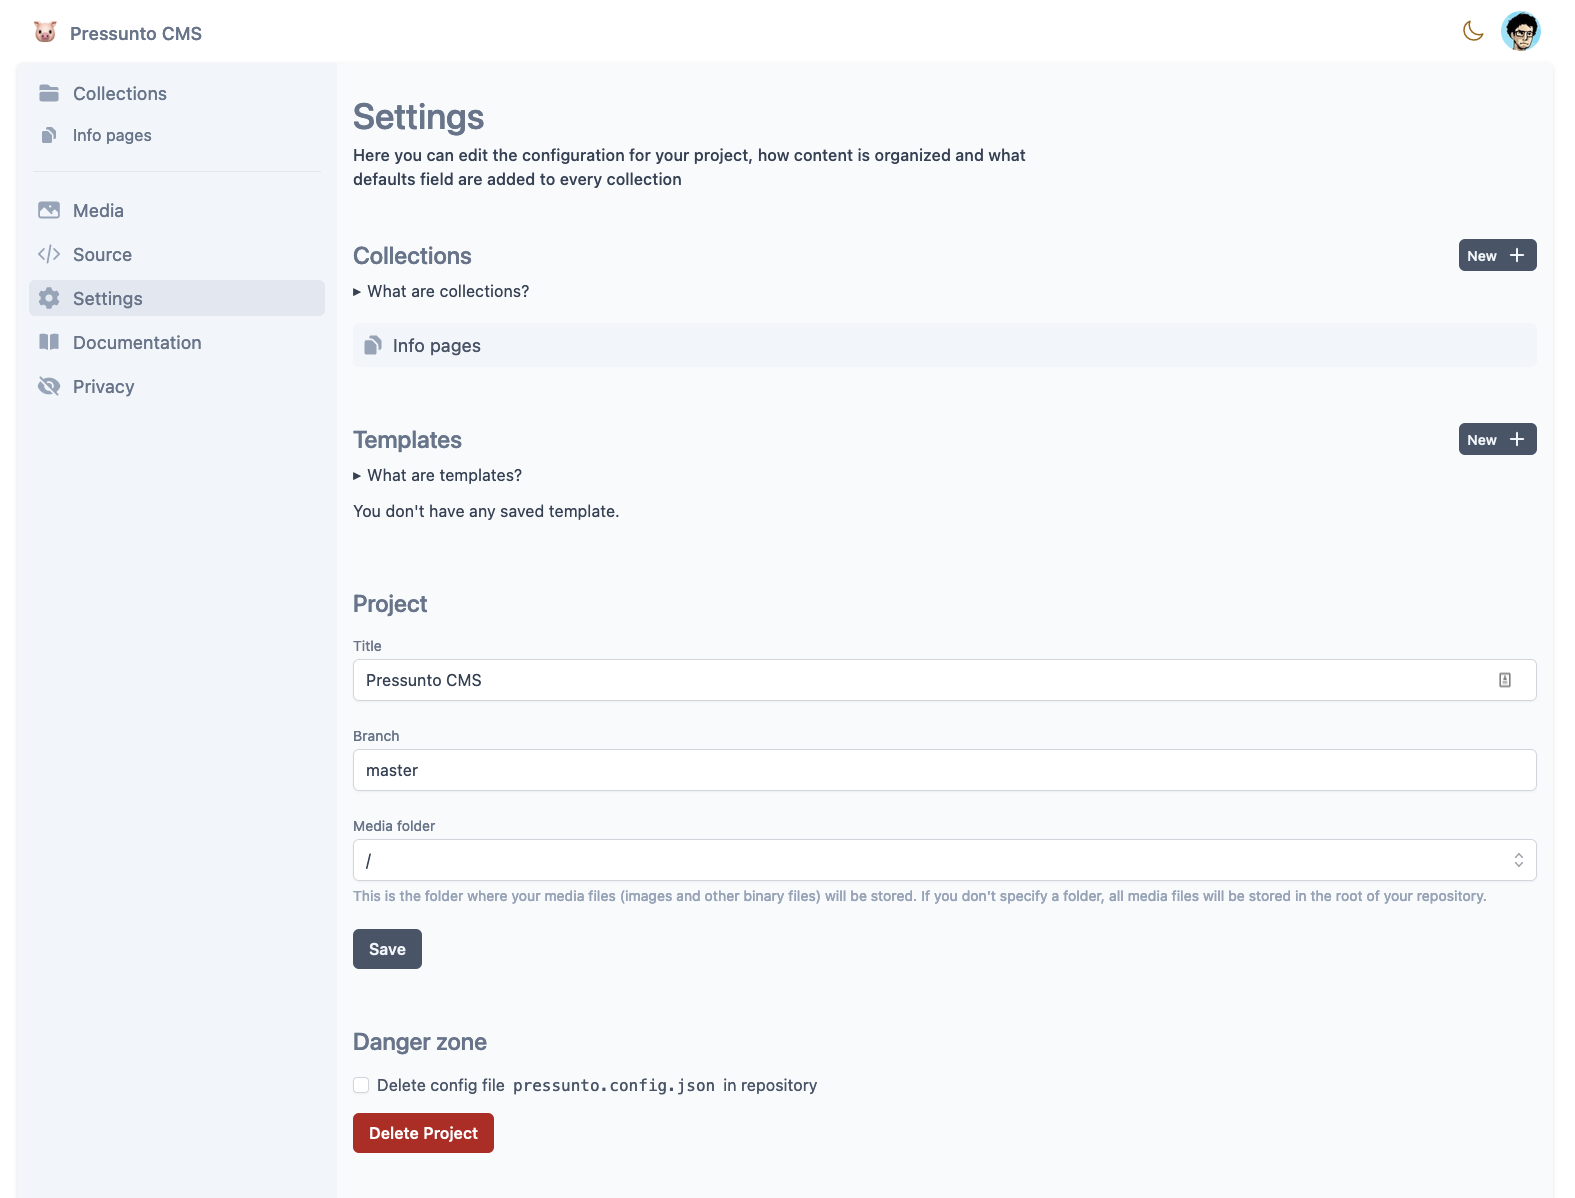 Pressunto CMS
Collections
Info pages
Media
Source
Settings
Documentation
Privacy
Settings
Here you can edit the configuration for your project, how content is organized and what
defaults field are added to every collection
Collections
New
What are collections?
Info pages
Templates
New
What are templates?
You don't have any saved template.
Project
Title
Pressunto CMS
Branch
master
Media folder
/
This is the folder where your media files (images and other binary files) will be stored. If you don't specify a folder, all media files will be stored in the root of your repository.
Save
Danger zone
Delete config file pressunto.config.json in repository
Delete Project